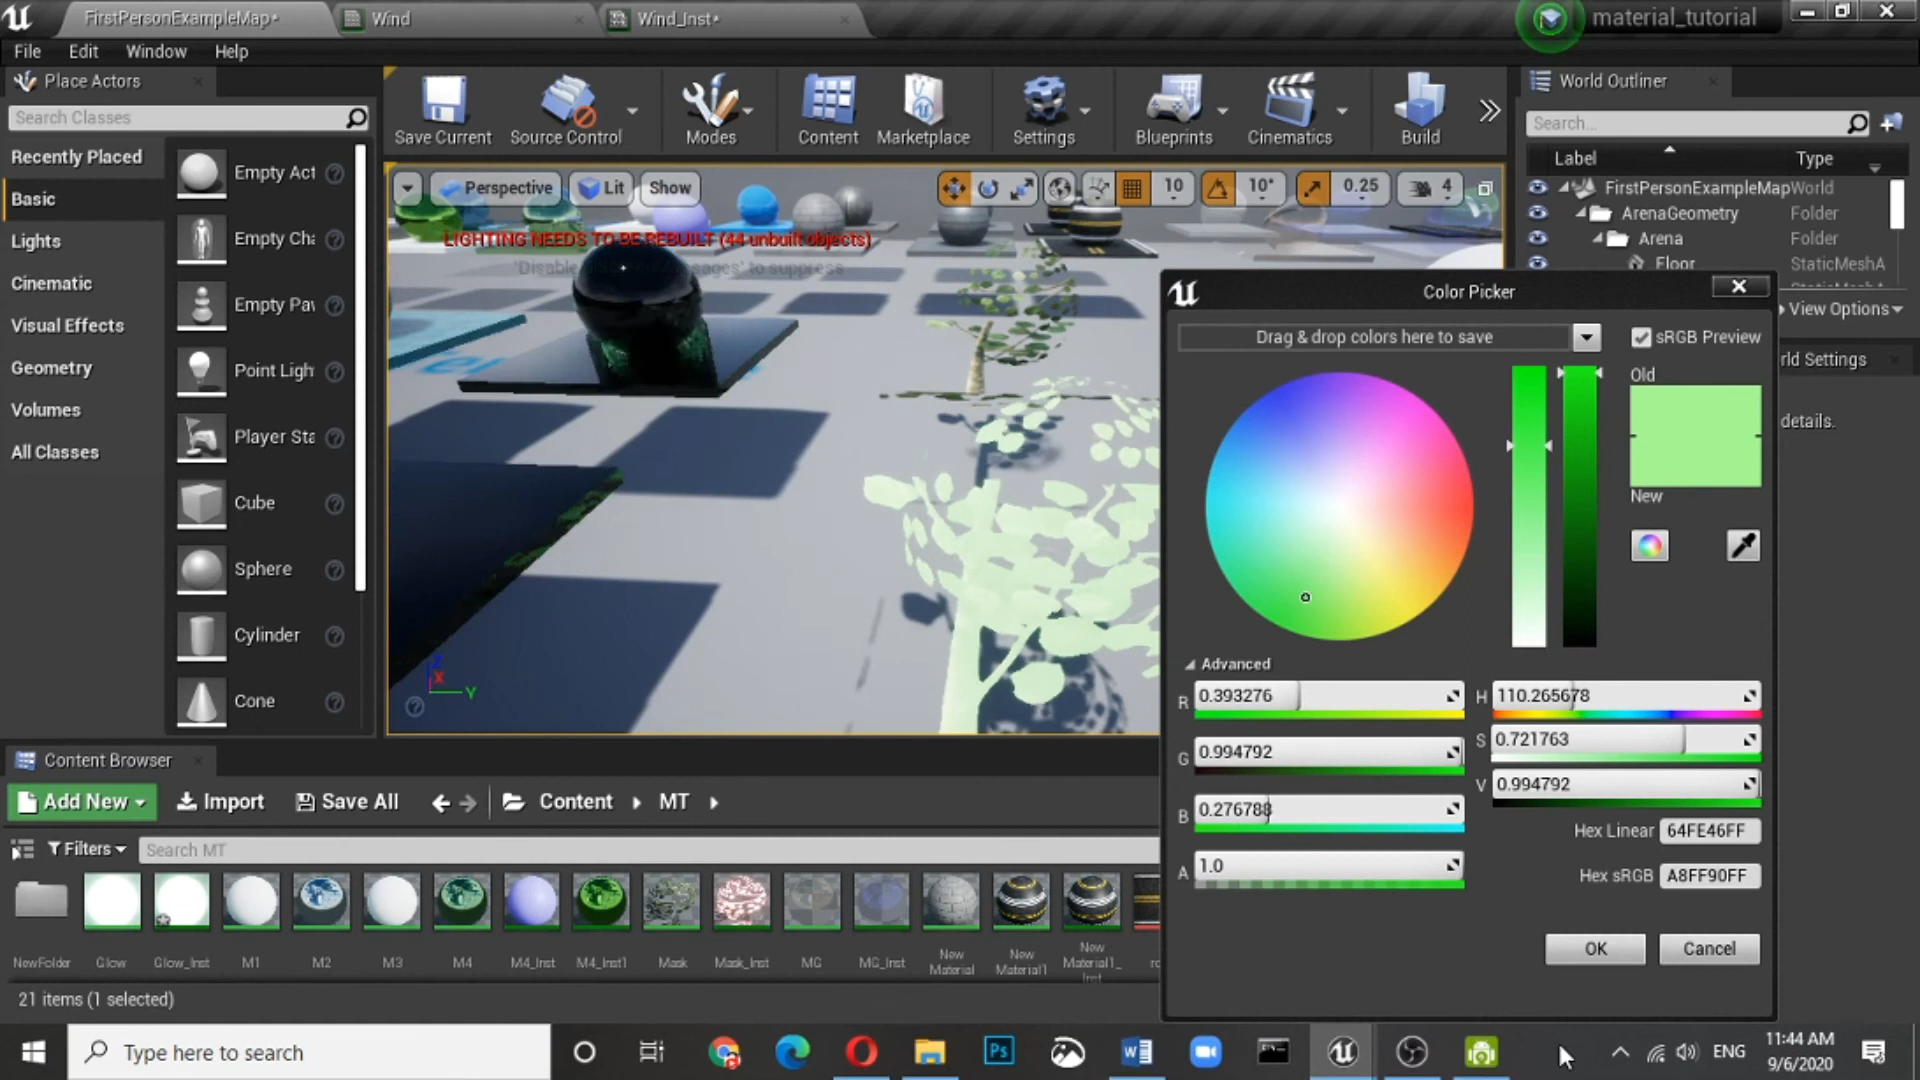 FirstPersonExampleMap*
Wind
Wind_Inst*
material_tutorial
File
Edit
Window
Help
Place Actors
World Outliner
Search Classes
Save Current
Source Control
Modes
Content
Marketplace
Settings
Blueprints
Cinematics
Build
Search...
Label
Type
Recently Placed
Basic
Lights
Cinematic
Visual Effects
Geometry
Volumes
All Classes
Empty Act
Empty Cha
Empty Pav
Point Ligh
Player Sta
Cube
Sphere
Cylinder
Cone
Perspective
Lit
Show
10
10°
0.25
4
LIGHTING NEEDS TO BE REBUILT (44 unbuilt objects)
to suppress
X
Y
FirstPersonExampleMap
World
ArenaGeometry
Folder
Arena
Folder
Floor
StaticMeshA
View Options
rld Settings
details.
Color Picker
Drag & drop colors here to save
sRGB Preview
Old
New
Advanced
R 0.393276
G 0.994792
B 0.276788
A 1.0
H 110.265678
S 0.721763
V 0.994792
Hex Linear 64FE46FF
Hex sRGB A8FF90FF
OK
Cancel
Content Browser
Add New
Import
Save All
Content
MT
Filters
Search MT
NewFolder
Glow
Glow_Inst
M1
M2
M3
M4
M4_Inst
M4_Inst1
Mask
Mask_Inst
MG
MG_Inst
New Material
New Material1
New Material1_
21 items (1 selected)
Type here to search
Ps
ENG
11:44 AM
9/6/2020